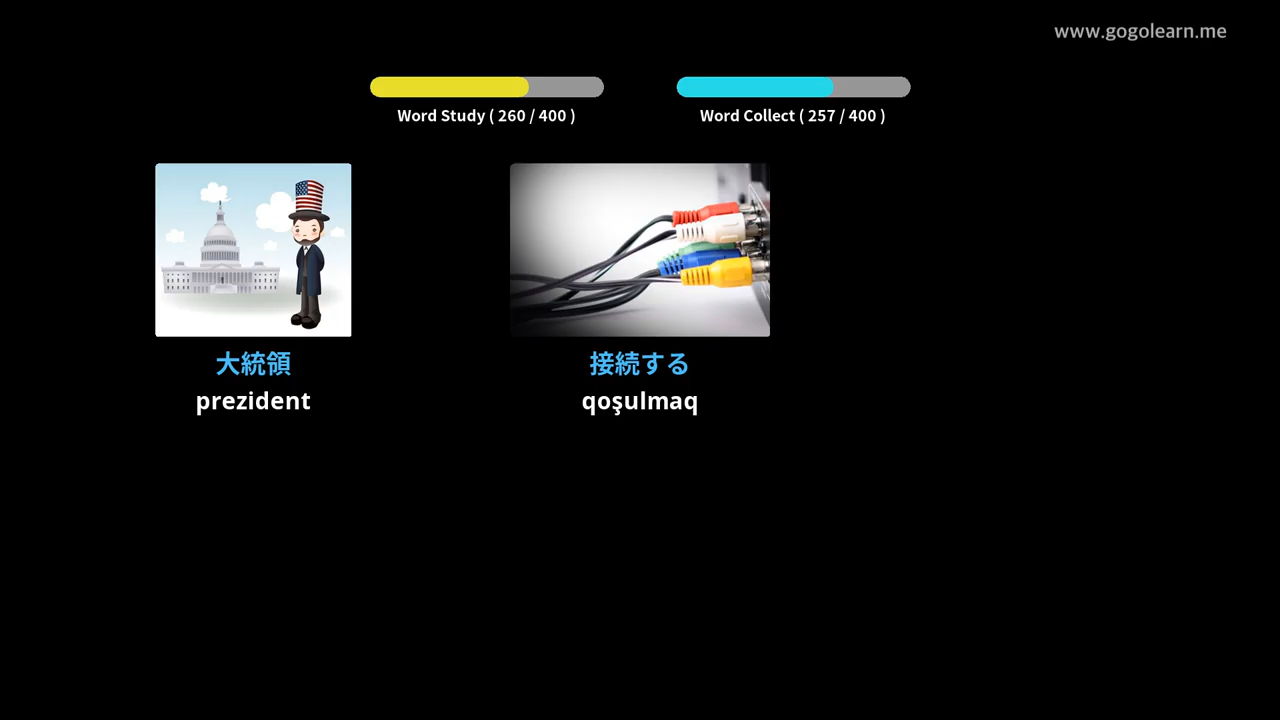 www.gogolearn.me
Word Study ( 260 / 400 )
Word Collect ( 257 / 400 )
大統領
prezident
接続する
qoşulmaq